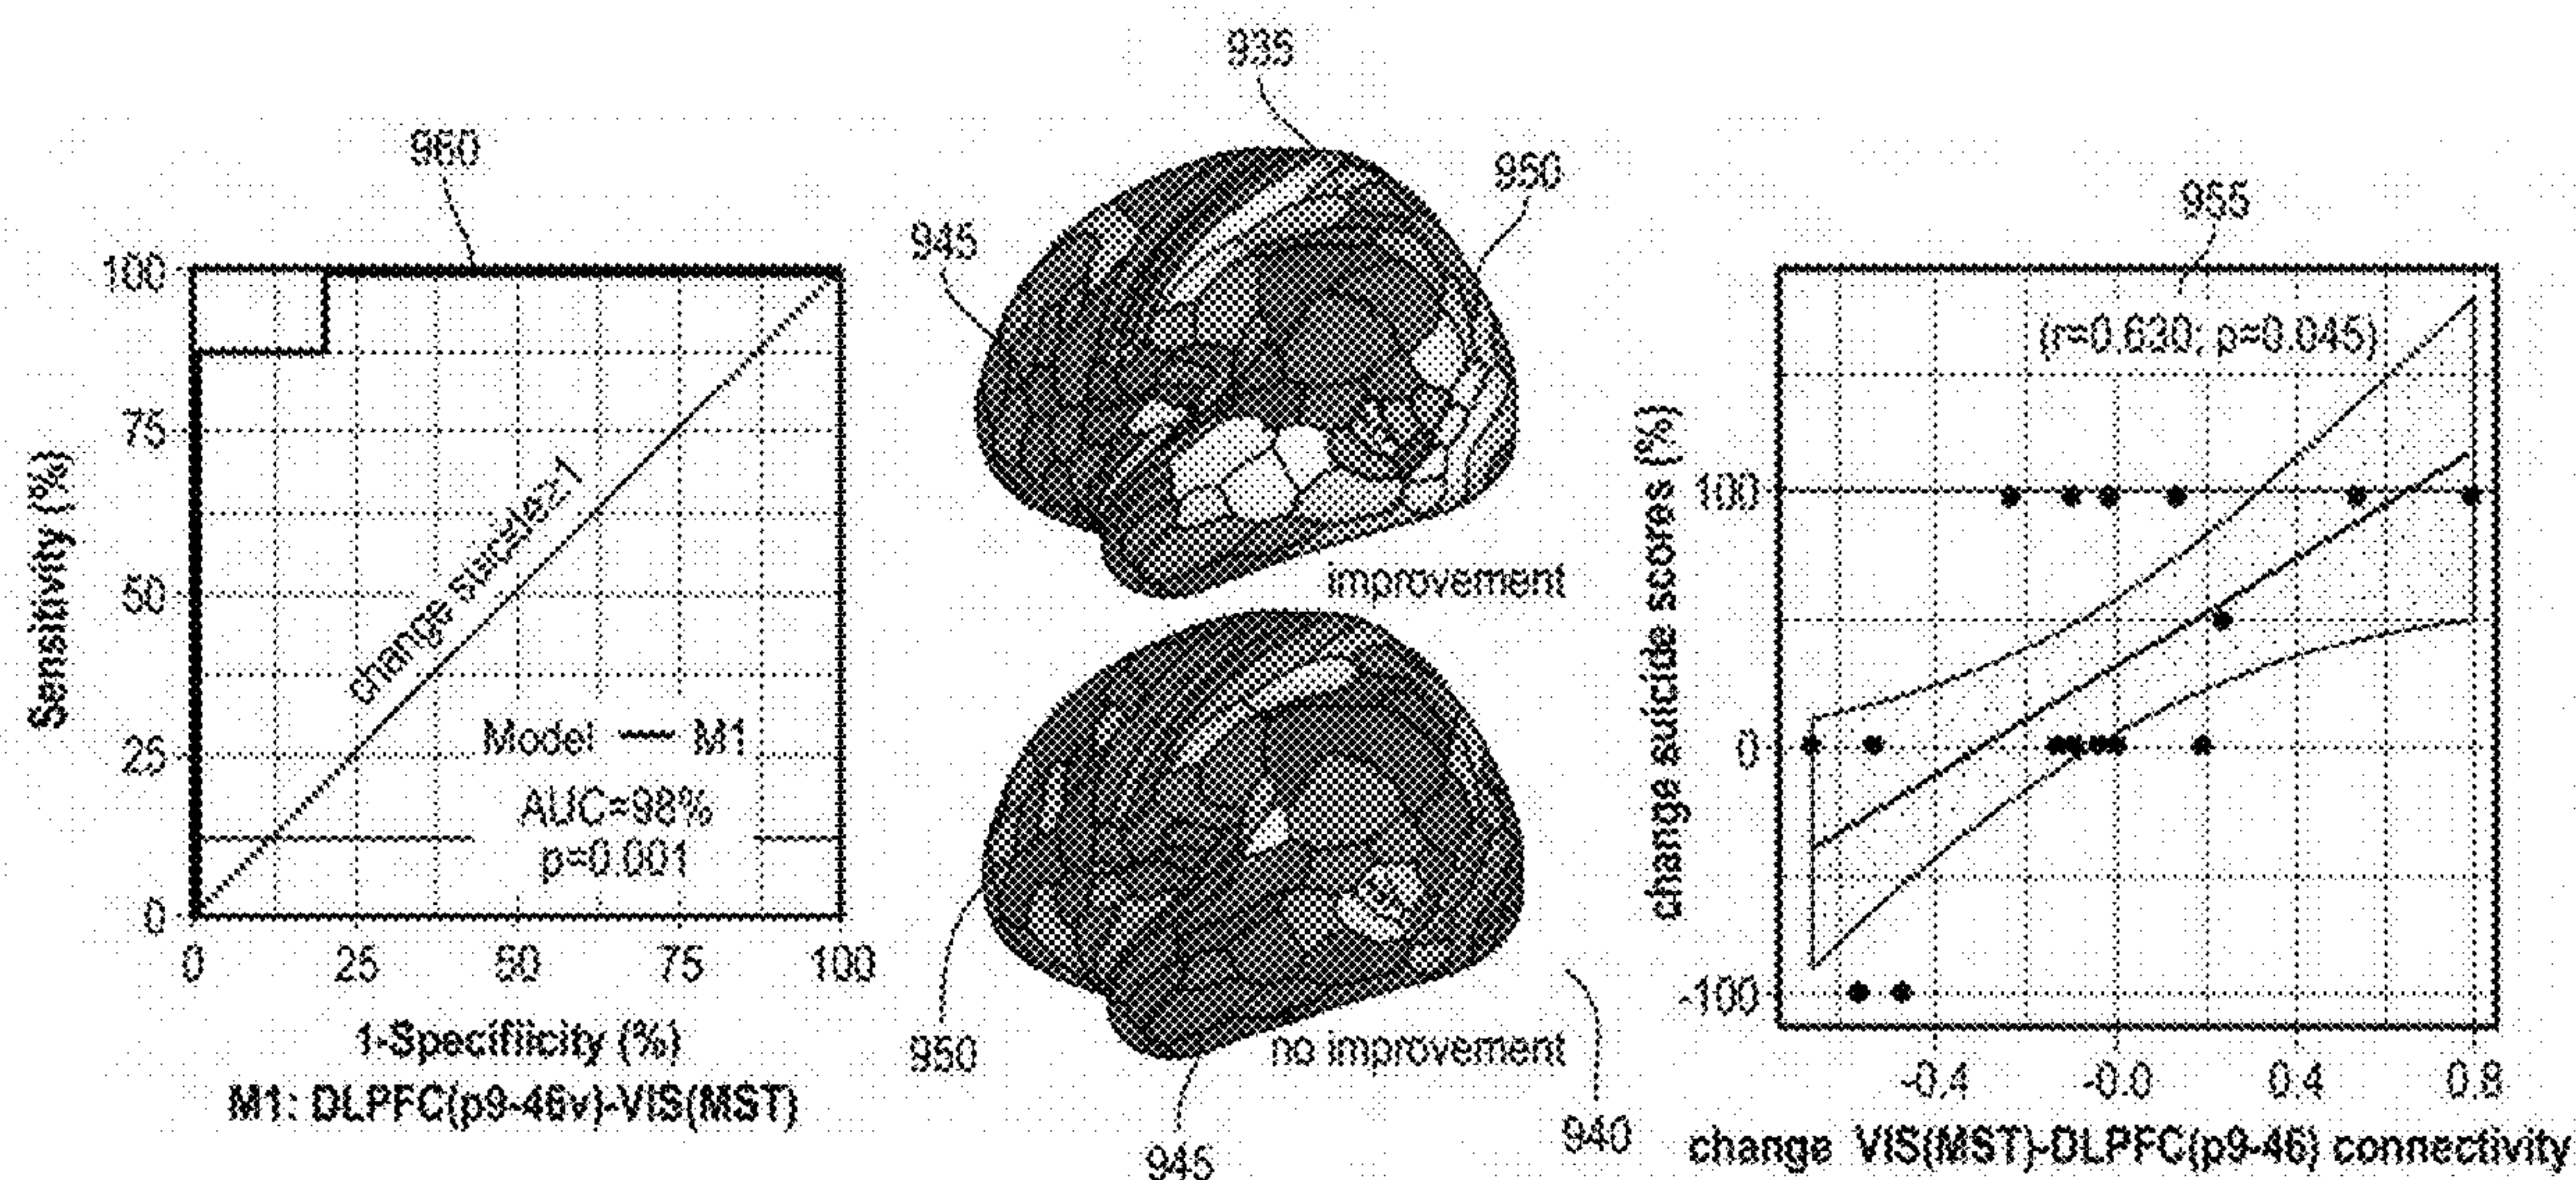 960
100
75
50
25
0
Sensitivity (%)
change suicide≥1
Model — M1
AUC=98%
p=0.001
0 25 50 75 100
1-Specifiicity (%)
M1: DLPFC(p9-46v)-VIS(MST)
935
945
950
improvement
950
945
no improvement
940
955
(r=0.630; p=0.045)
change suicide scores (%)
100
0
-100
-0.4 -0.0 0.4 0.8
change VIS(MST)-DLPFC(p9-46) connectivity